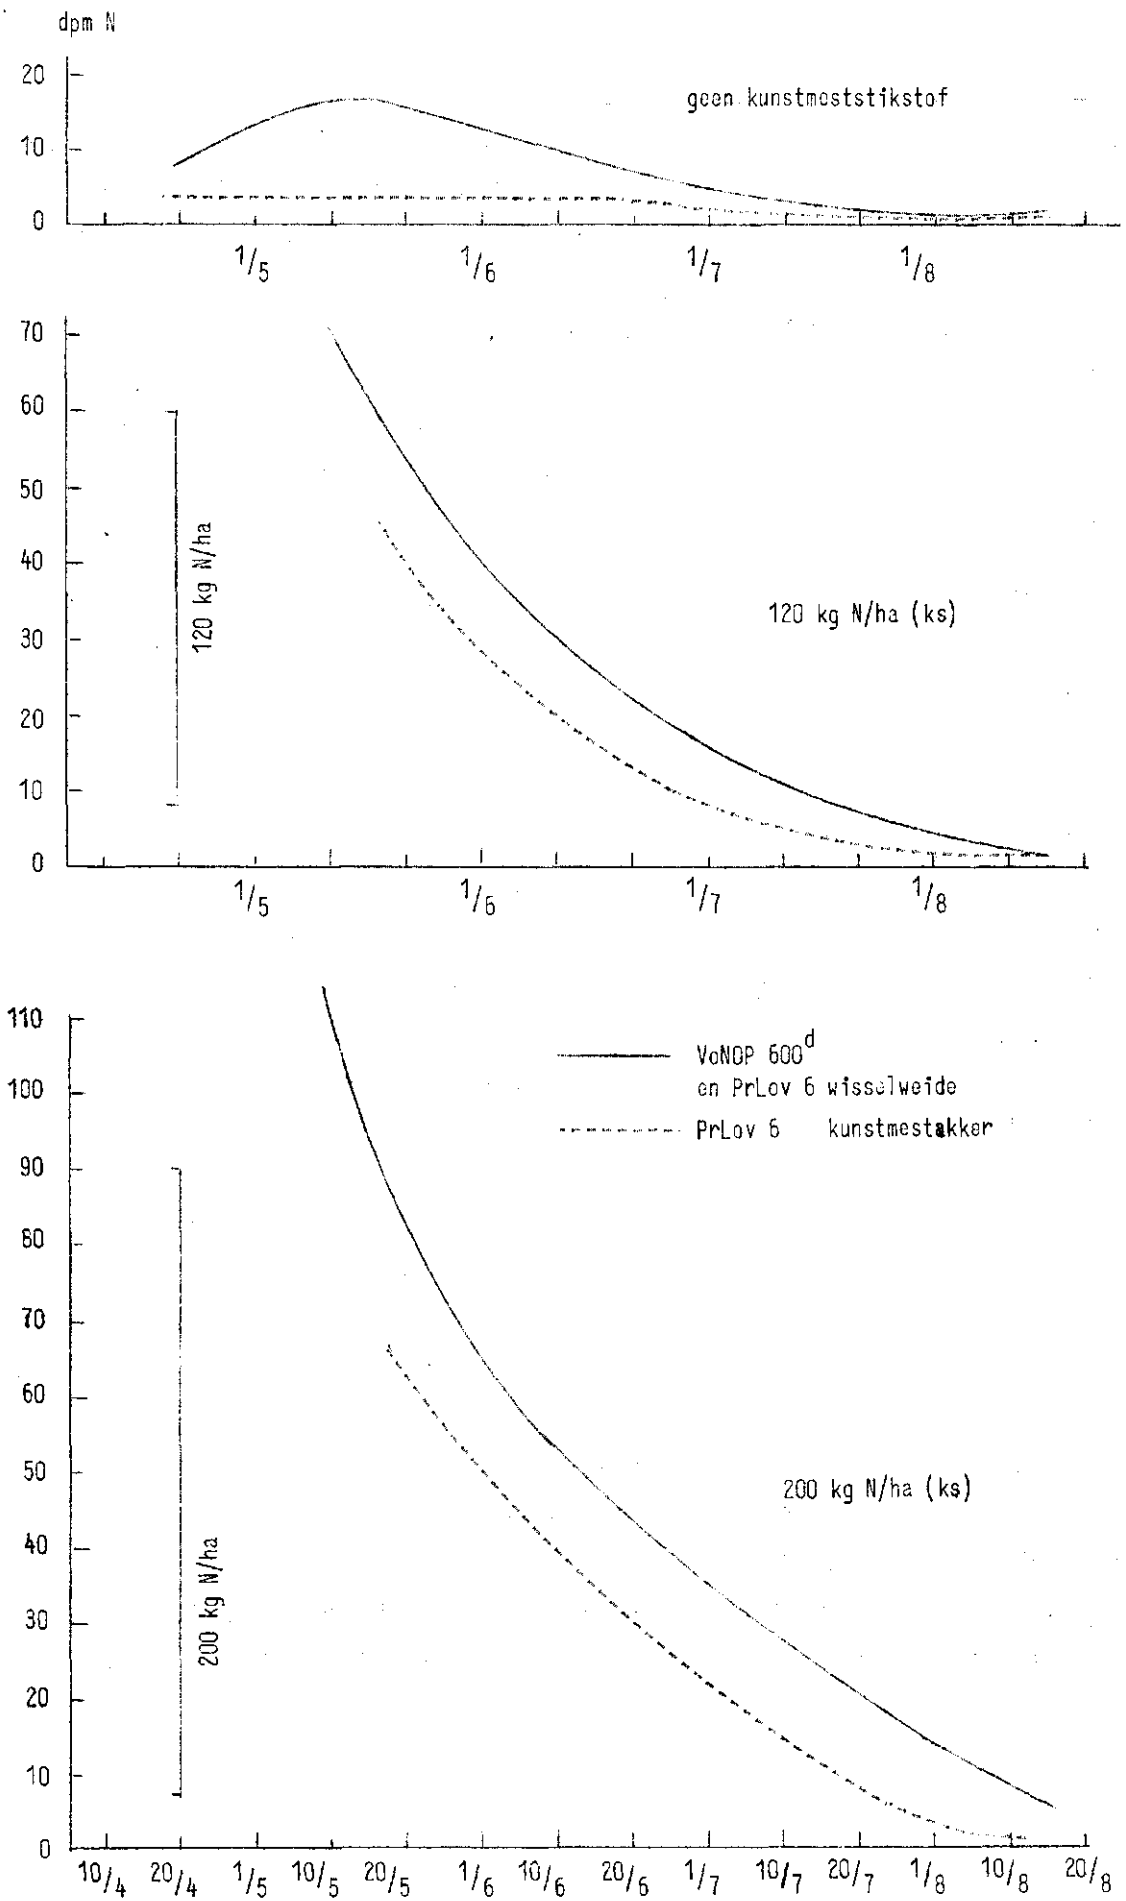 dpm N
20
10
0
geen kunstmeststikstof
1/5 1/6 1/7 1/8
70
60
50
40
30
20
10
0
120 kg N/ha
120 kg N/ha (ks)
1/5 1/6 1/7 1/8
110
100
90
80
70
60
50
40
30
20
10
0
VoNOP 600d
en PrLov 6 wisselweide
PrLov 6 kunstmestakker
200 kg N/ha
200 kg N/ha (ks)
10/4 20/4 1/5 10/5 20/5 1/6 10/6 20/6 1/7 10/7 20/7 1/8 10/8 20/8